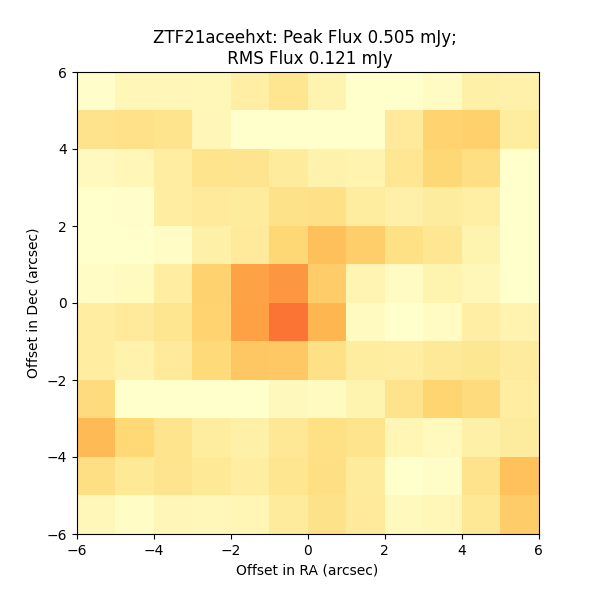 ZTF21aceehxt: Peak Flux 0.505 mJy;
RMS Flux 0.121 mJy
6
4
2
0
−2
−4
−6
Offset in Dec (arcsec)
−6 −4 −2 0 2 4 6
Offset in RA (arcsec)